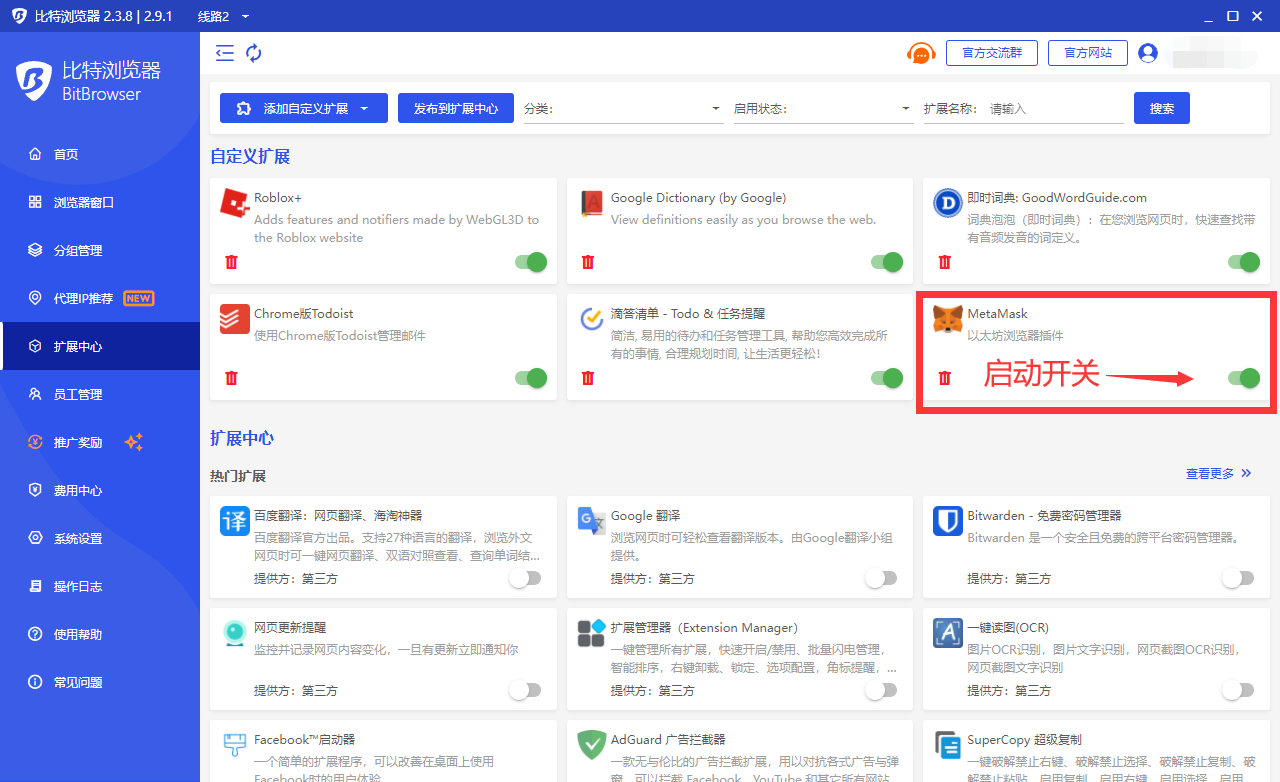 比特浏览器 2.3.8 | 2.9.1 线路2
比特浏览器
BitBrowser
首页
浏览器窗口
分组管理
代理IP推荐 NEW
扩展中心
员工管理
推广奖励
费用中心
系统设置
操作日志
使用帮助
常见问题
官方交流群 官方网站
添加自定义扩展 发布到扩展中心 分类: 启用状态: 扩展名称: 请输入 搜索
自定义扩展
Roblox+
Adds features and notifiers made by WebGL3D to
the Roblox website
Google Dictionary (by Google)
View definitions easily as you browse the web.
即时词典: GoodWordGuide.com
词典泡泡（即时词典）：在您浏览网页时，快速查找带
有音频发音的词定义。
Chrome版Todoist
使用Chrome版Todoist管理邮件
滴答清单 - Todo & 任务提醒
简洁, 易用的待办和任务管理工具, 帮助您高效完成所
有的事情, 合理规划时间, 让生活更轻松！
MetaMask
以太坊浏览器插件
启动开关
扩展中心
热门扩展 查看更多
百度翻译：网页翻译、海淘神器
百度翻译官方出品。支持27种语言的翻译，浏览外文
网页时可一键网页翻译、双语对照查看、查询单词结...
提供方：第三方
Google 翻译
浏览网页时可轻松查看翻译版本。由Google翻译小组
提供。
提供方：第三方
Bitwarden - 免费密码管理器
Bitwarden 是一个安全且免费的跨平台密码管理器。
提供方：第三方
网页更新提醒
监控并记录网页内容变化，一旦有更新立即通知你
提供方：第三方
扩展管理器（Extension Manager）
一键管理所有扩展，快速开启/禁用、批量闪电管理，
智能排序，右键卸载、锁定、选项配置，角标提醒，...
提供方：第三方
一键读图(OCR)
图片OCR识别，图片文字识别，网页截图OCR识别，
网页截图文字识别
提供方：第三方
Facebook™启动器
一个简单的扩展程序，可以改善在桌面上使用
Facebook时的用户体验
AdGuard 广告拦截器
一款无与伦比的广告拦截扩展，用以对抗各式广告与弹
窗。可以拦截 Facebook、YouTube 和其它所有网站
SuperCopy 超级复制
一键破解禁止右键、破解禁止选择、破解禁止复制、破
解禁止粘贴，启用复制，启用右键，启用选择，启用